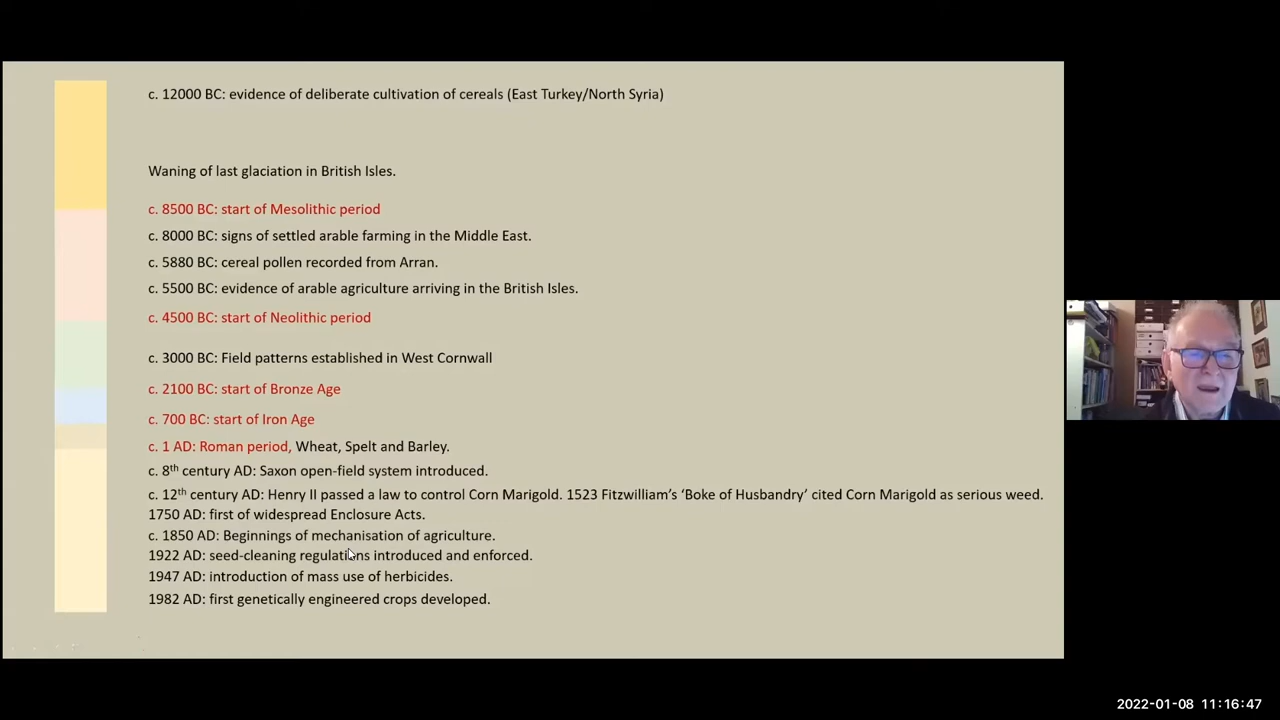 c. 12000 BC: evidence of deliberate cultivation of cereals (East Turkey/North Syria)
Waning of last glaciation in British Isles.
c. 8500 BC: start of Mesolithic period
c. 8000 BC: signs of settled arable farming in the Middle East.
c. 5880 BC: cereal pollen recorded from Arran.
c. 5500 BC: evidence of arable agriculture arriving in the British Isles.
c. 4500 BC: start of Neolithic period
c. 3000 BC: Field patterns established in West Cornwall
c. 2100 BC: start of Bronze Age
c. 700 BC: start of Iron Age
c. 1 AD: Roman period, Wheat, Spelt and Barley.
c. 8th century AD: Saxon open-field system introduced.
c. 12th century AD: Henry II passed a law to control Corn Marigold. 1523 Fitzwilliam’s ‘Boke of Husbandry’ cited Corn Marigold as serious weed.
1750 AD: first of widespread Enclosure Acts.
c. 1850 AD: Beginnings of mechanisation of agriculture.
1922 AD: seed-cleaning regulations introduced and enforced.
1947 AD: introduction of mass use of herbicides.
1982 AD: first genetically engineered crops developed.
2022-01-08 11:16:47